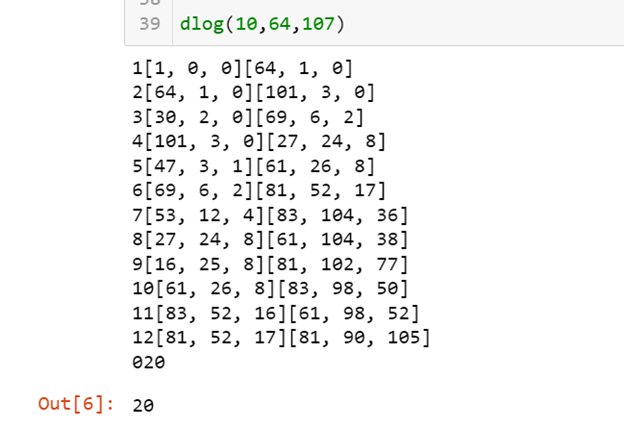 38
39 dlog(10,64,107)
1[1, 0, 0][64, 1, 0]
2[64, 1, 0][101, 3, 0]
3[30, 2, 0][69, 6, 2]
4[101, 3, 0][27, 24, 8]
5[47, 3, 1][61, 26, 8]
6[69, 6, 2][81, 52, 17]
7[53, 12, 4][83, 104, 36]
8[27, 24, 8][61, 104, 38]
9[16, 25, 8][81, 102, 77]
10[61, 26, 8][83, 98, 50]
11[83, 52, 16][61, 98, 52]
12[81, 52, 17][81, 90, 105]
020
Out[6]: 20